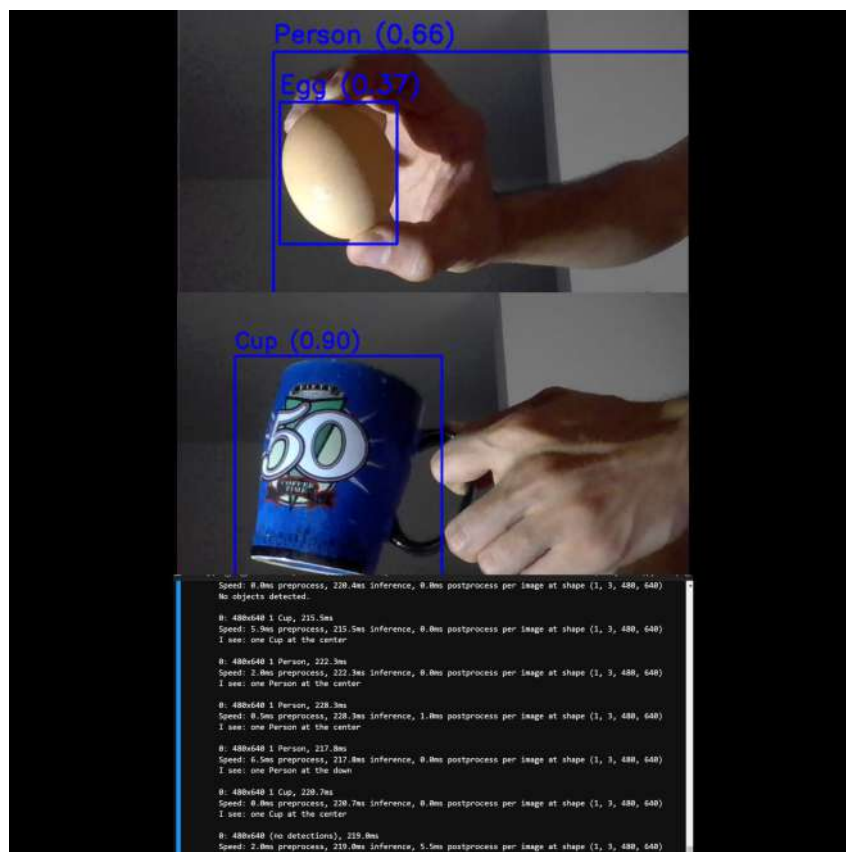 Person (0.66)
Egg (0.37)
Cup (0.90)
FIFTY
50
COFFEE
TIME
Speed: 0.0ms preprocess, 220.4ms inference, 0.0ms postprocess per image at shape (1, 3, 480, 640)
No objects detected.
0: 480x640 1 Cup, 215.5ms
Speed: 5.9ms preprocess, 215.5ms inference, 0.0ms postprocess per image at shape (1, 3, 480, 640)
I see: one Cup at the center
0: 480x640 1 Person, 222.3ms
Speed: 2.0ms preprocess, 222.3ms inference, 0.0ms postprocess per image at shape (1, 3, 480, 640)
I see: one Person at the center
0: 480x640 1 Person, 228.3ms
Speed: 0.5ms preprocess, 228.3ms inference, 1.0ms postprocess per image at shape (1, 3, 480, 640)
I see: one Person at the center
0: 480x640 1 Person, 217.8ms
Speed: 6.5ms preprocess, 217.8ms inference, 0.0ms postprocess per image at shape (1, 3, 480, 640)
I see: one Person at the down
0: 480x640 1 Cup, 220.7ms
Speed: 0.0ms preprocess, 220.7ms inference, 0.0ms postprocess per image at shape (1, 3, 480, 640)
I see: one Cup at the center
0: 480x640 (no detections), 219.0ms
Speed: 2.0ms preprocess, 219.0ms inference, 5.5ms postprocess per image at shape (1, 3, 480, 640)